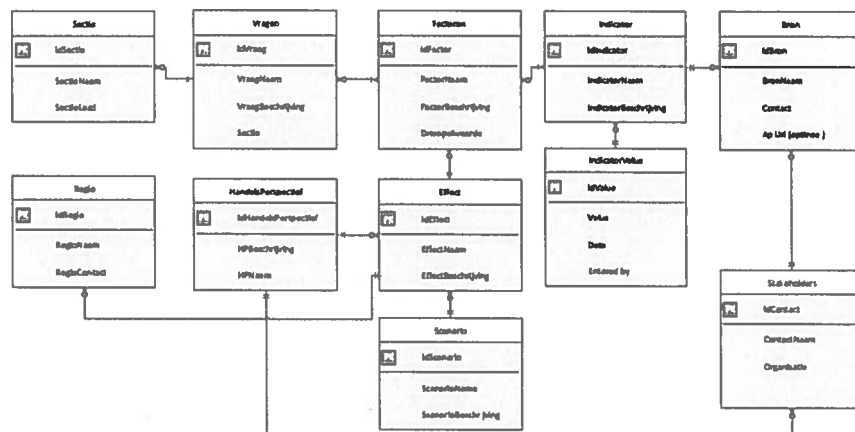 Sectie
IdSectie
SectieNaam
SectieLead
Vragen
IdVraag
VraagNaam
VraagBeschrijving
Sectie
Factoren
IdFactor
FactorNaam
FactorBeschrijving
Drempelwaarde
Indicator
IdIndicator
IndicatorNaam
IndicatorBeschrijving
Bron
IdBron
BronNaam
Contact
Regio
IdRegio
RegioNaam
RegioContact
HandelsPerspectief
IdHandelsPerspectief
HPBeschrijving
HPNaam
Effect
IdEffect
EffectNaam
EffectBeschrijving
IndicatorValue
IdValue
Value
Date
Entered by
Scenario
IdScenario
ScenarioName
ScenarioBeschrijving
Stakeholders
IdContact
ContactNaam
Organisatie